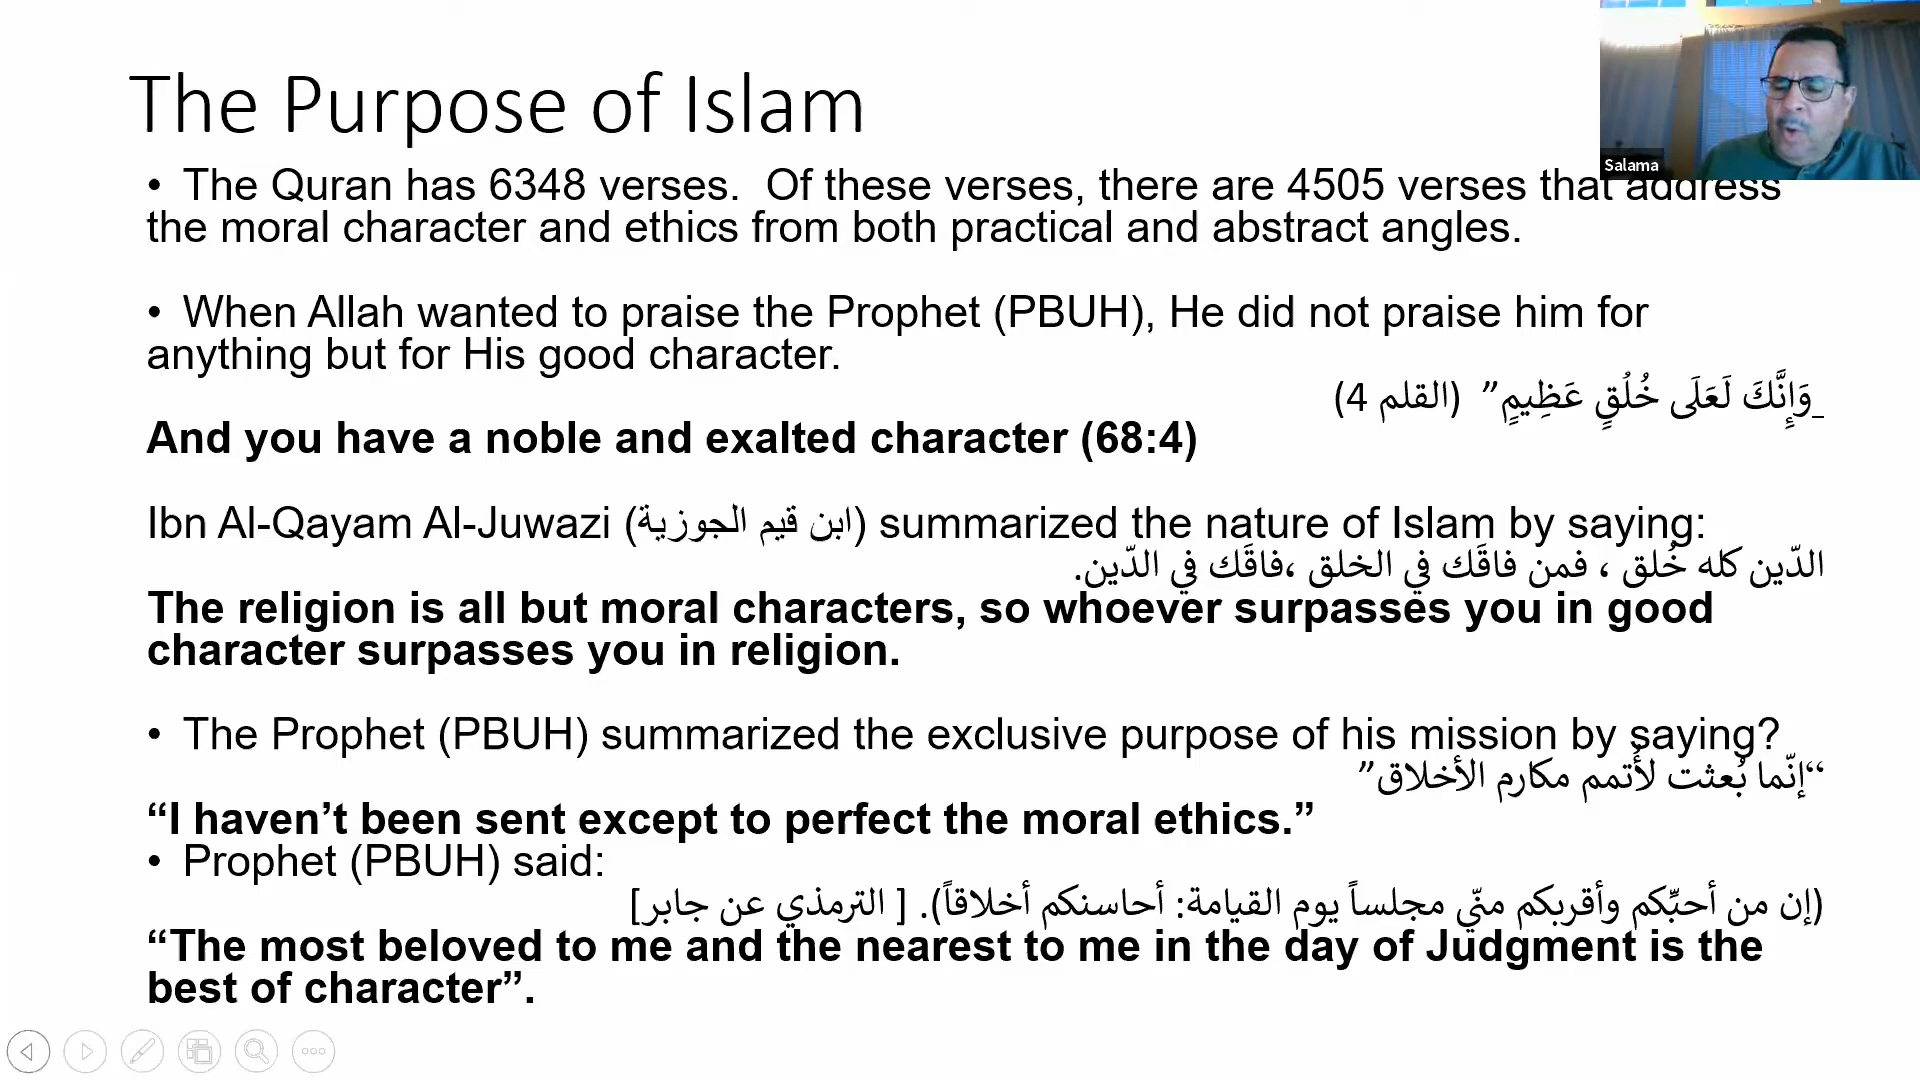 The Purpose of Islam
Salama
• The Quran has 6348 verses. Of these verses, there are 4505 verses that address
the moral character and ethics from both practical and abstract angles.
• When Allah wanted to praise the Prophet (PBUH), He did not praise him for
anything but for His good character.
_وَإِنَّكَ لَعَلَى خُلُقٍ عَظِيمٍ” (القلم 4)
And you have a noble and exalted character (68:4)
Ibn Al-Qayam Al-Juwazi (ابن قيم الجوزية) summarized the nature of Islam by saying:
الدّين كله خُلق ، فمن فاقَك في الخلق ،فاقَك في الدّين.
The religion is all but moral characters, so whoever surpasses you in good
character surpasses you in religion.
• The Prophet (PBUH) summarized the exclusive purpose of his mission by saying?
“إنّما بُعثت لأُتمم مكارم الأخلاق”
“I haven’t been sent except to perfect the moral ethics.”
• Prophet (PBUH) said:
(إن من أحبِّكم وأقربكم منّي مجلساً يوم القيامة: أحاسنكم أخلاقاً). [ الترمذي عن جابر]
“The most beloved to me and the nearest to me in the day of Judgment is the
best of character”.